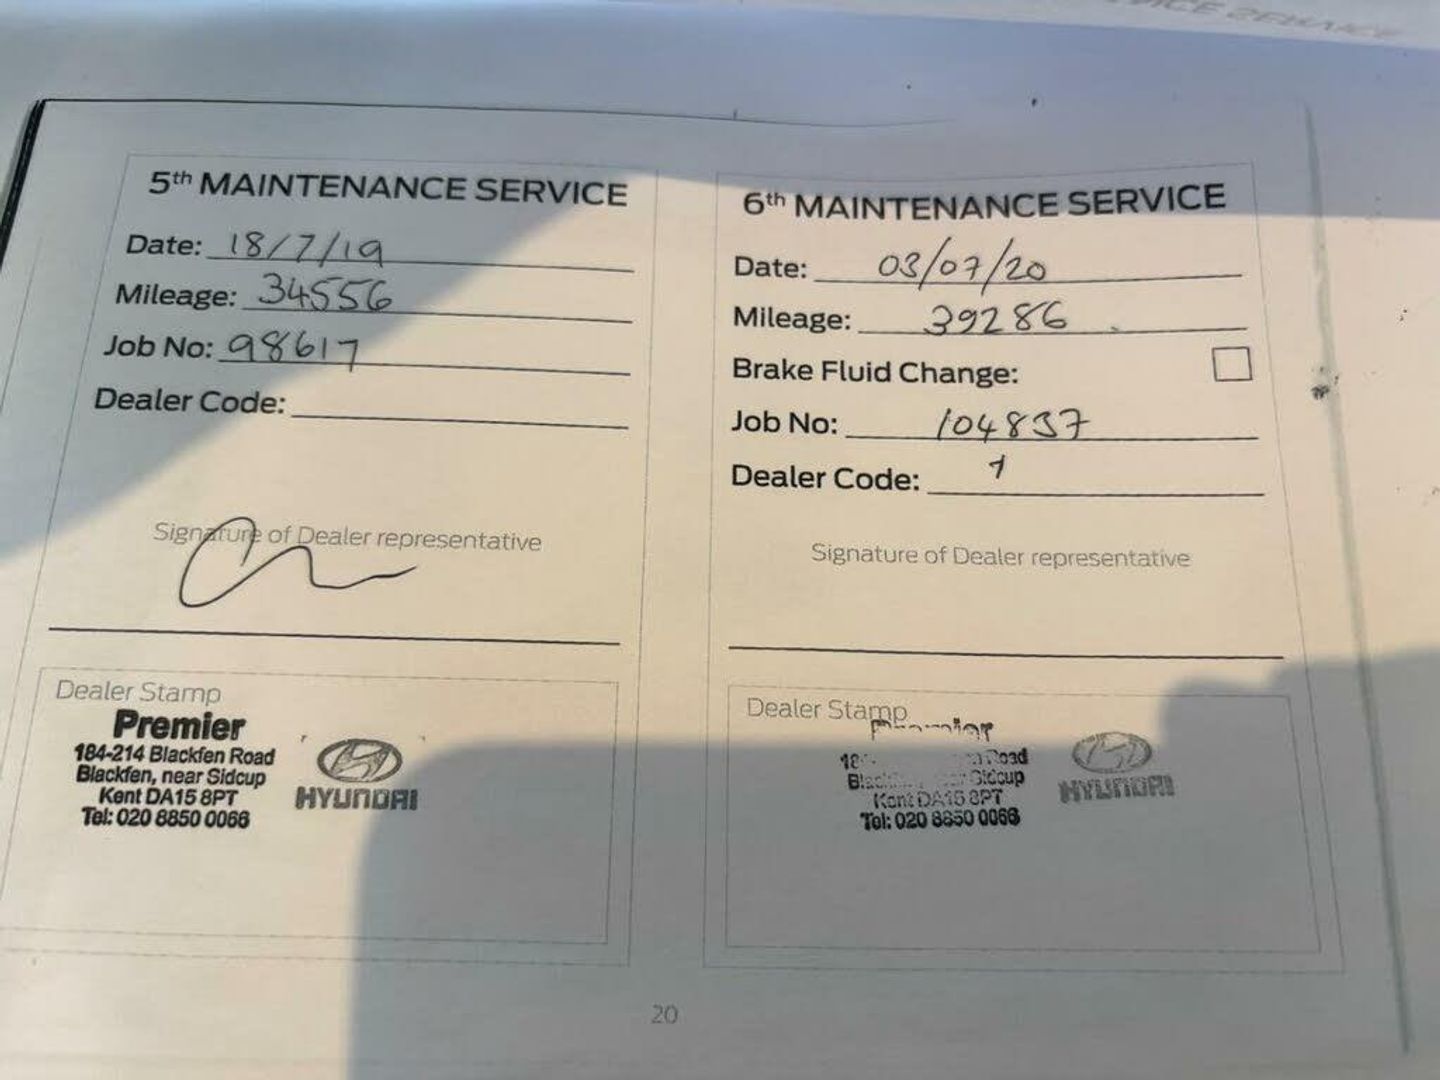 5th MAINTENANCE SERVICE
Date: 18/7/19
Mileage: 34556
Job No: 98617
Dealer Code:
Signature of Dealer representative
Dealer Stamp
Premier
184-214 Blackfen Road
Blackfen, near Sidcup
Kent DA15 8PT
Tel: 020 8850 0066
HYUNDAI
6th MAINTENANCE SERVICE
Date: 03/07/20
Mileage: 39286
Brake Fluid Change:
Job No: 104837
Dealer Code:
Signature of Dealer representative
Dealer Stamp
Premier
Road
Sidcup
Kent DA15 8PT
Tel: 020 8850 0066
HYUNDAI
20